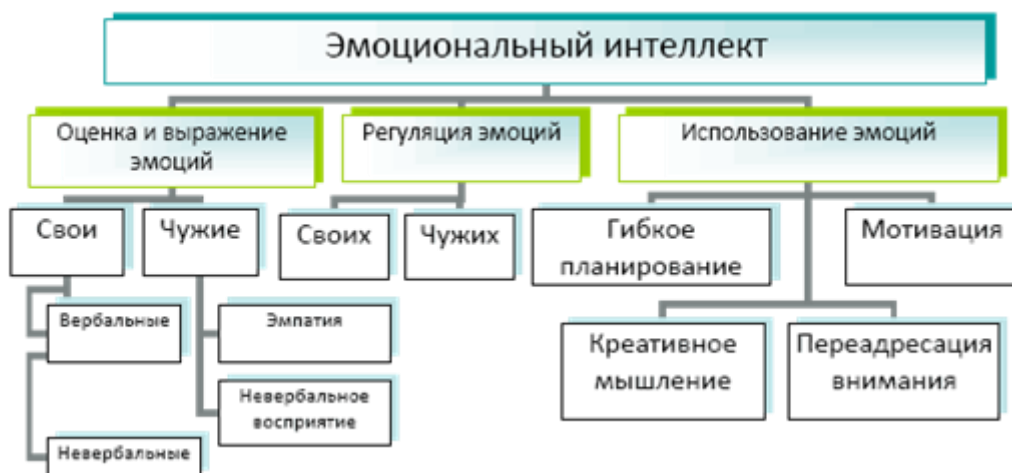 Эмоциональный интеллект
Оценка и выражение
эмоций
Регуляция эмоций
Использование эмоций
Свои
Чужие
Своих
Чужих
Гибкое
планирование
Мотивация
Вербальные
Эмпатия
Креативное
мышление
Переадресация
внимания
Невербальное
восприятие
Невербальные